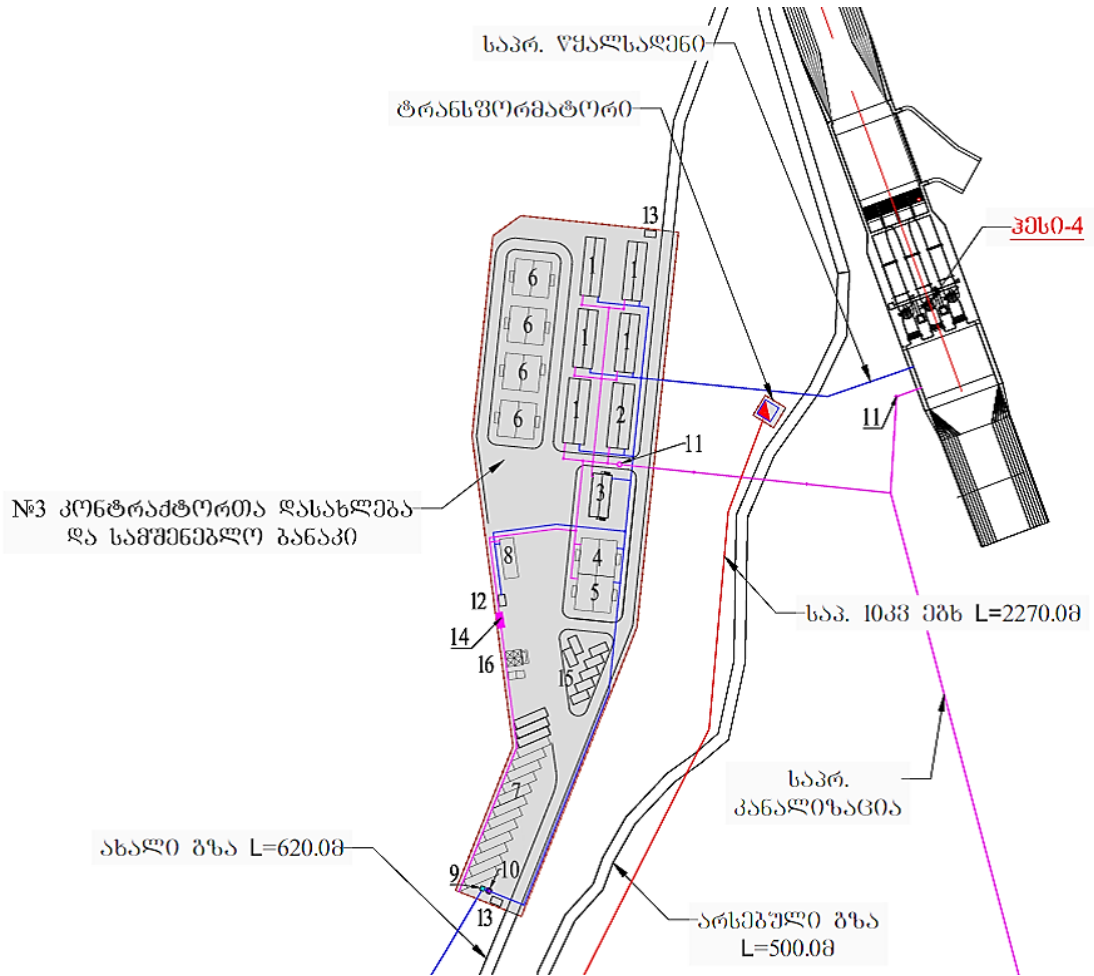 საპრ. წყალსადენი
ტრანსფორმატორი
13
ჰესი-4
6
1
1
6
1
1
6
6
1
2
11
11
№3 კონტრაქტორთა დასახლება
და სამშენებლო ბანაკი
3
8
4
5
12
14
16
15
საპ. 10კვ ეგხ L=2270.0მ
7
საპრ.
კანალიზაცია
ახალი გზა L=620.0მ
9
10
13
არსებული გზა
L=500.0მ